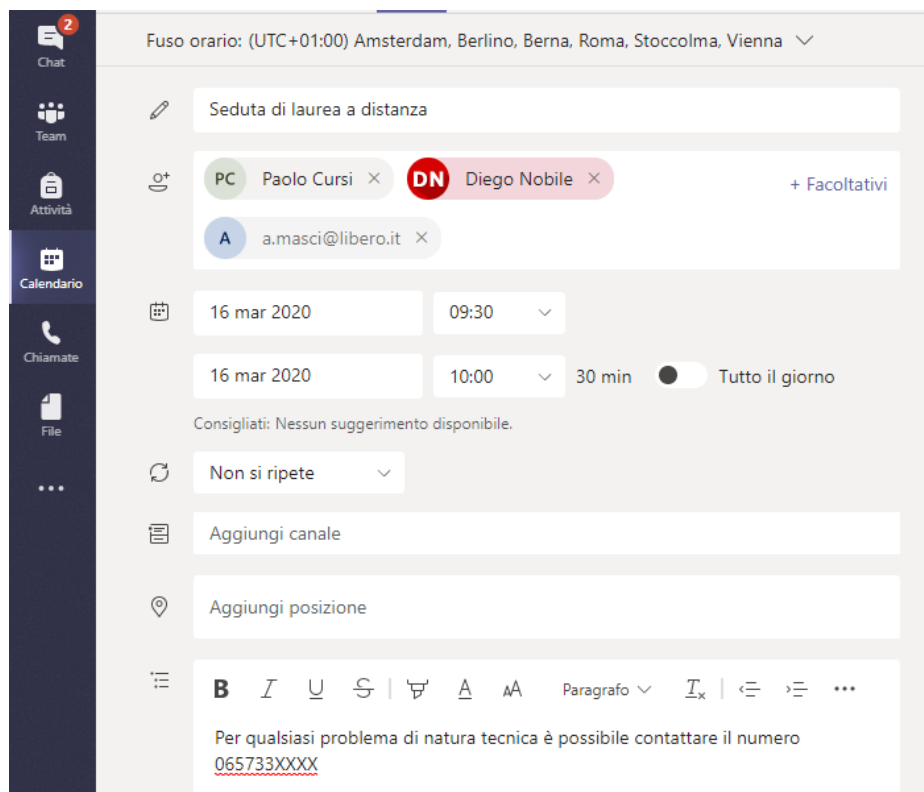 2
Chat
Team
Attività
Calendario
Chiamate
File
Fuso orario: (UTC+01:00) Amsterdam, Berlino, Berna, Roma, Stoccolma, Vienna
Seduta di laurea a distanza
PC Paolo Cursi × DN Diego Nobile ×
+ Facoltativi
A a.masci@libero.it ×
16 mar 2020 09:30
16 mar 2020 10:00 30 min Tutto il giorno
Consigliati: Nessun suggerimento disponibile.
Non si ripete
Aggiungi canale
Aggiungi posizione
B I U S A AA Paragrafo Tx
Per qualsiasi problema di natura tecnica è possibile contattare il numero
065733XXXX